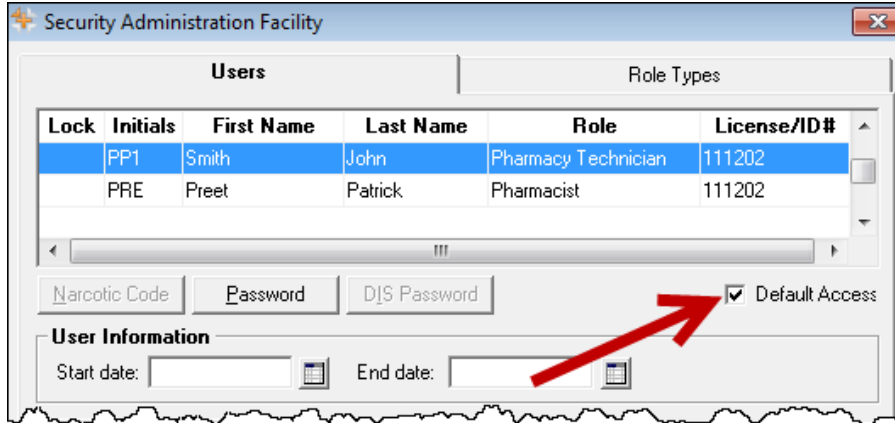 Security Administration Facility
Users Role Types
Lock Initials First Name Last Name Role License/ID#
PP1 Smith John Pharmacy Technician 111202
PRE Preet Patrick Pharmacist 111202
Narcotic Code Password DIS Password Default Access
User Information
Start date: End date: